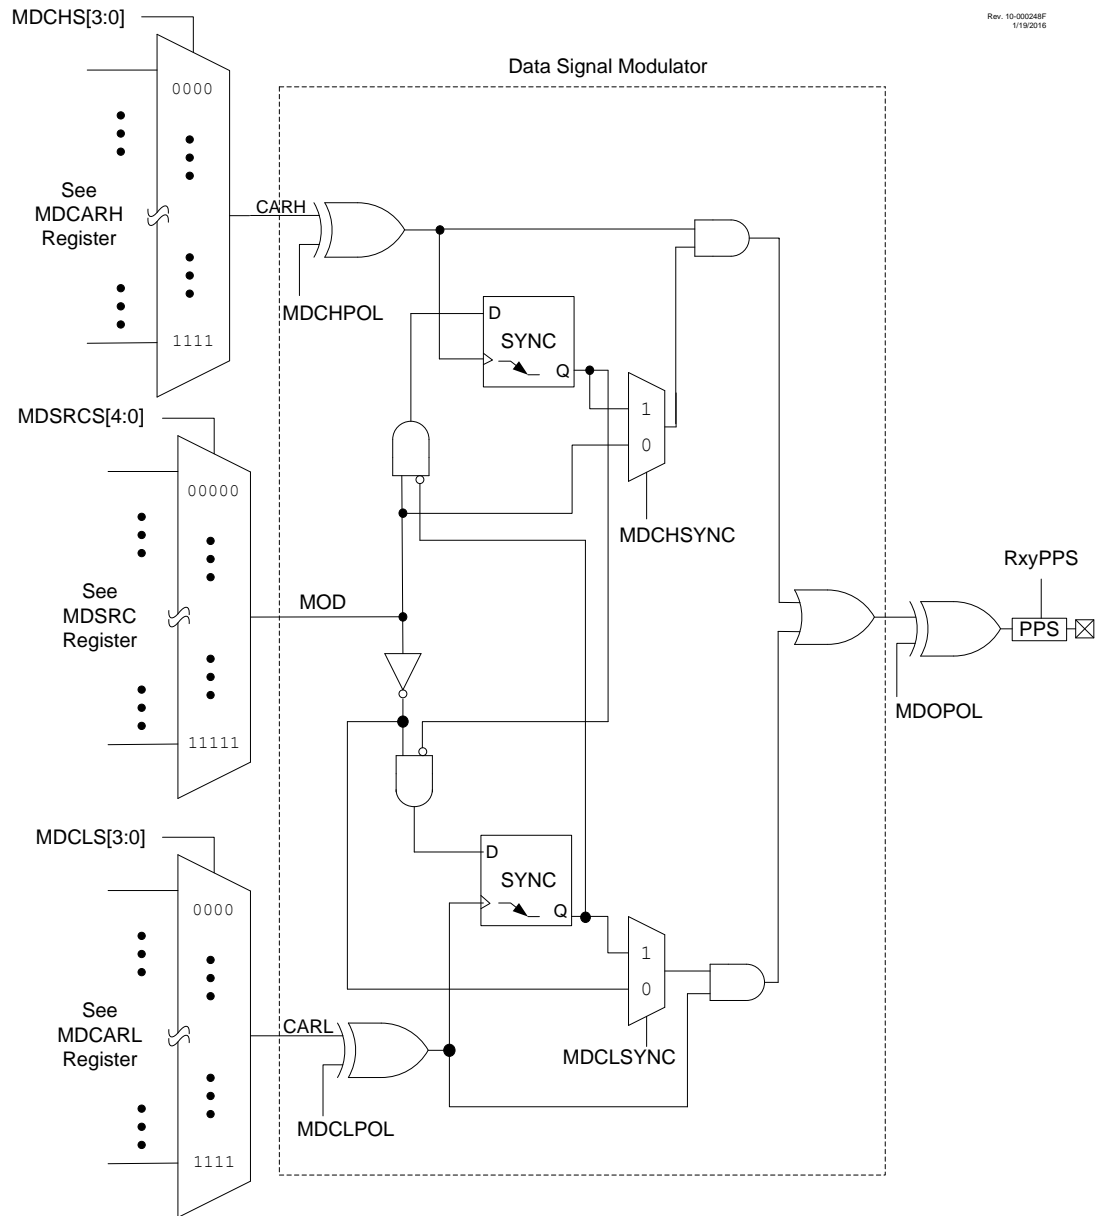 MDCHS[3:0]
Rev. 10-000248F
1/19/2016
Data Signal Modulator
0000
See
MDCARH
Register
1111
CARH
MDCHPOL
D
SYNC
Q
1
0
MDCHSYNC
MDSRCS[4:0]
00000
See
MDSRC
Register
11111
MOD
RxyPPS
PPS
MDOPOL
MDCLS[3:0]
0000
See
MDCARL
Register
1111
D
SYNC
Q
1
0
CARL
MDCLSYNC
MDCLPOL